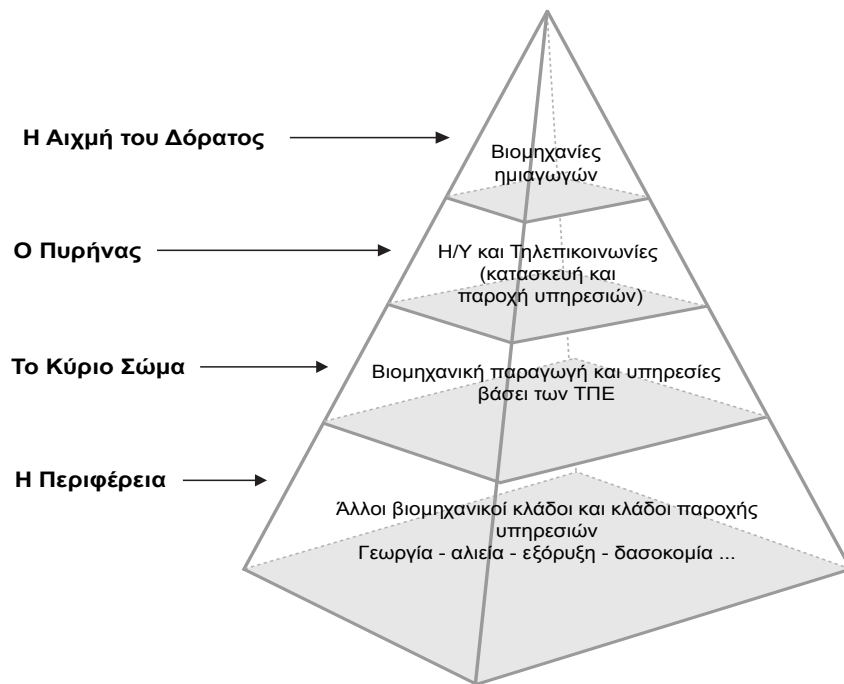 Η Αιχμή του Δόρατος
Βιομηχανίες
ημιαγωγών
Ο Πυρήνας
Η/Υ και Τηλεπικοινωνίες
(κατασκευή και
παροχή υπηρεσιών)
Το Κύριο Σώμα
Βιομηχανική παραγωγή και υπηρεσίες
βάσει των ΤΠΕ
Η Περιφέρεια
Άλλοι βιομηχανικοί κλάδοι και κλάδοι παροχής
υπηρεσιών
Γεωργία - αλιεία - εξόρυξη - δασοκομία ...